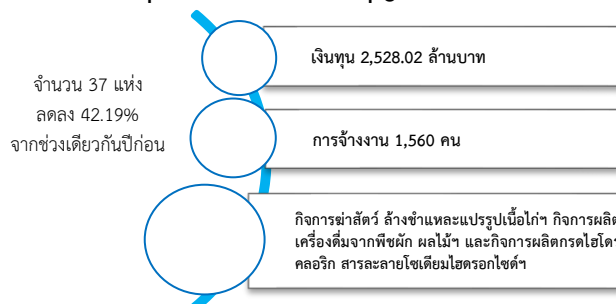 เงินทุน 2,528.02 ล้านบาท
จำนวน 37 แห่ง
ลดลง 42.19%
จากช่วงเดียวกันปีก่อน
การจ้างงาน 1,560 คน
กิจการฆ่าสัตว์ ล้างชำแหละแปรรูปเนื้อไก่ฯ กิจการผลิต
เครื่องดื่มจากพืชผัก ผลไม้ฯ และกิจการผลิตกรดไฮโดร
คลอริก สารละลายโซเดียมไฮดรอกไซด์ฯ